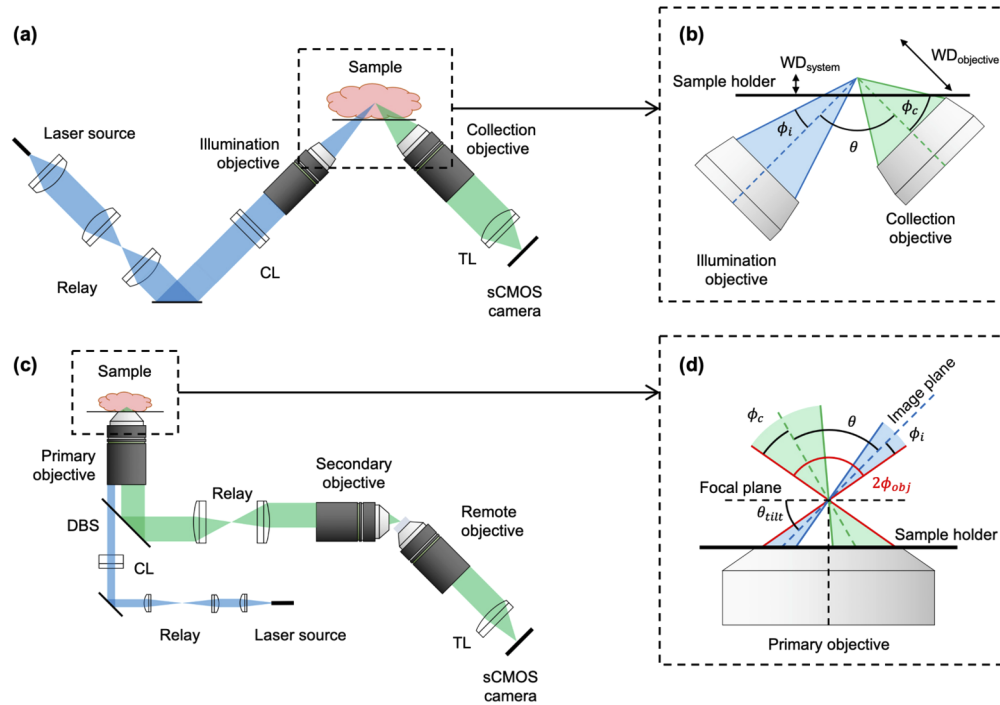 (a)
Sample
Laser source
Illumination
objective
Collection
objective
Relay
CL
TL
sCMOS
camera
(b)
WDsystem
WDobjective
Sample holder
ϕi
ϕc
θ
Collection
objective
Illumination
objective
(c)
Sample
Primary
objective
DBS
CL
Relay
Laser source
Relay
Secondary
objective
Remote
objective
TL
sCMOS
camera
(d)
Image plane
ϕc
θ
ϕi
2ϕobj
Focal plane
θtilt
Sample holder
Primary objective